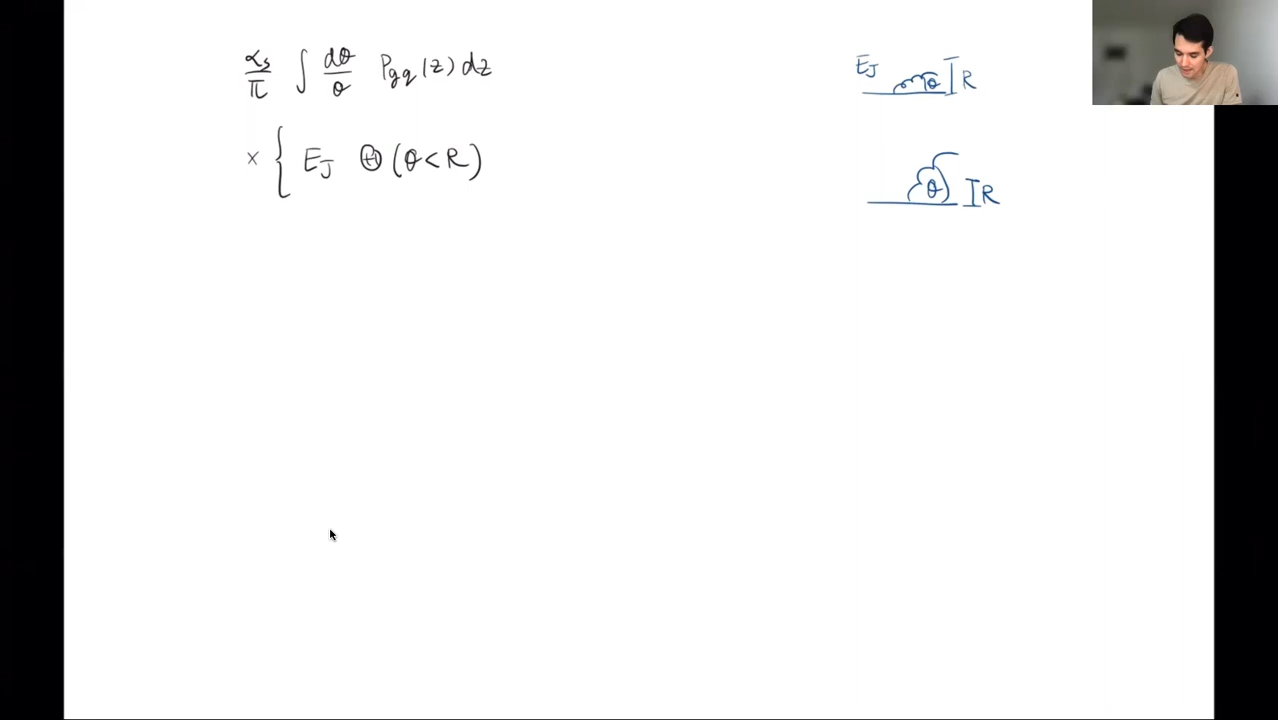 αs/π ∫ dθ/θ Pgq(z) dz
× { EJ Θ(θ<R)
EJ θ R
θ R